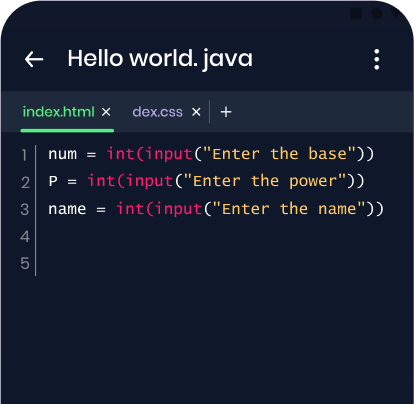 Hello world. java
index.html × dex.css × +
1 num = int(input("Enter the base"))
2 P = int(input("Enter the power"))
3 name = int(input("Enter the name"))
4
5